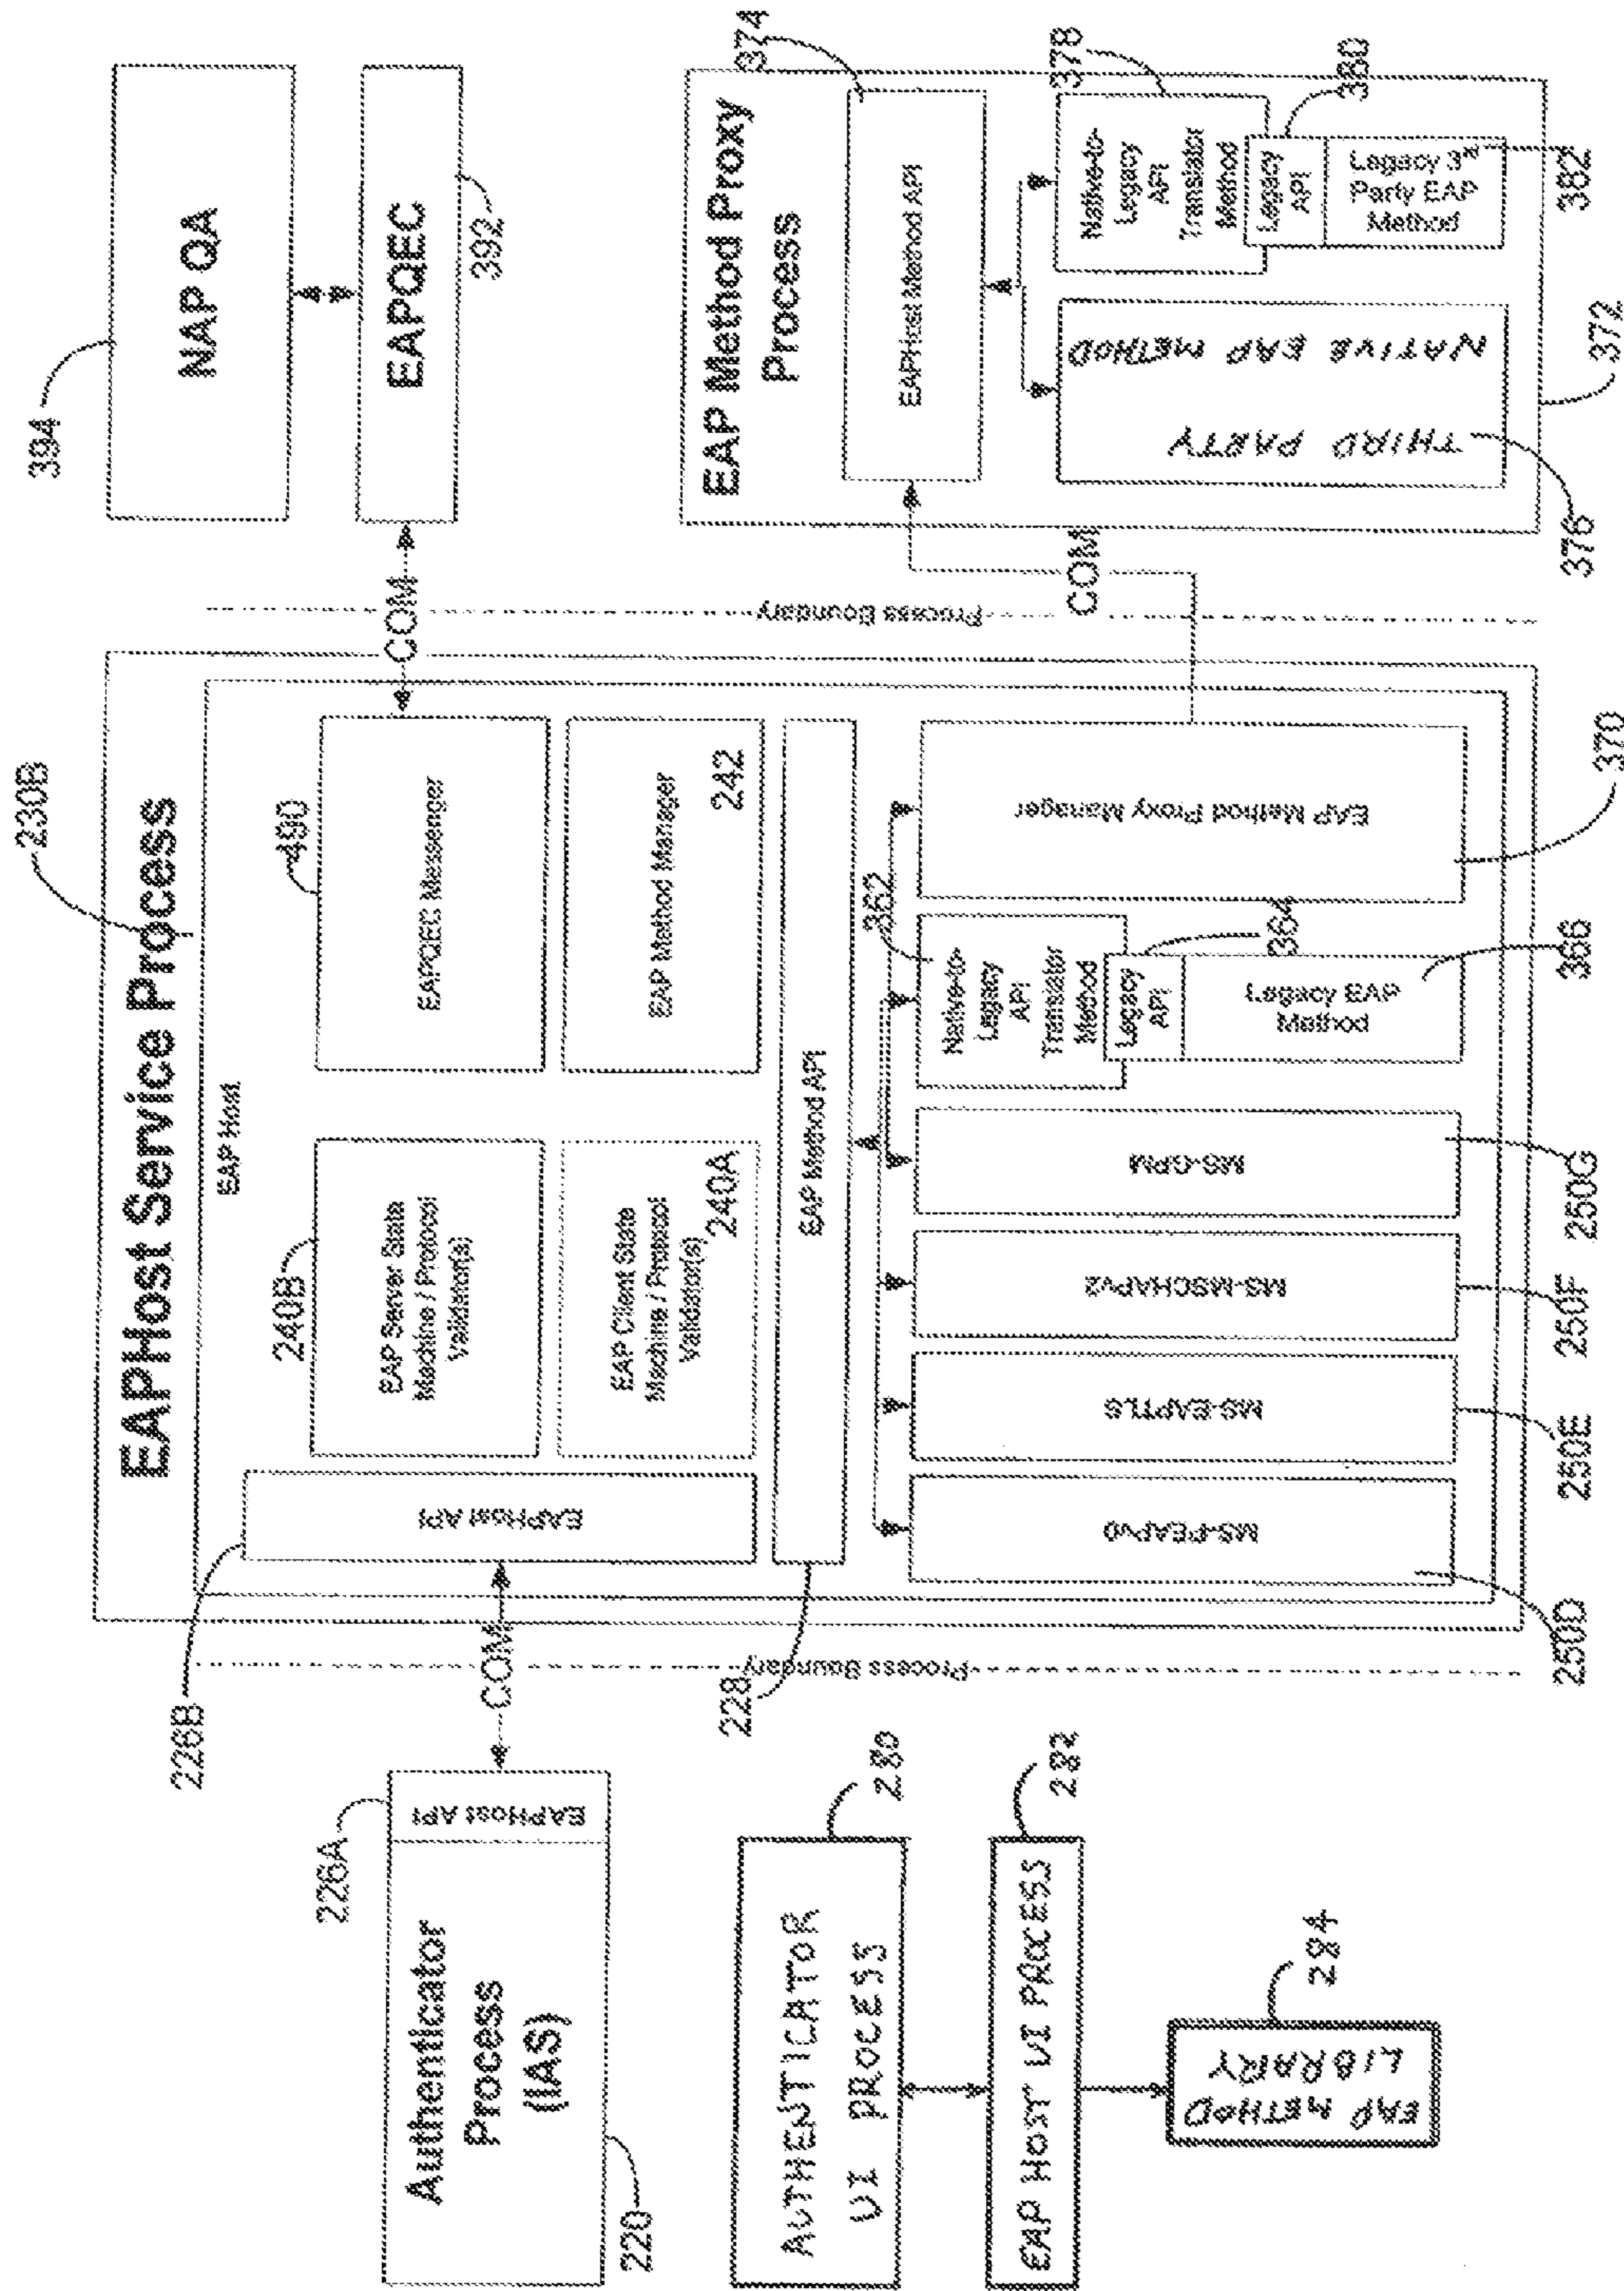 394
NAP QA
EAPQEC
392
EAP Method Proxy
Process
374
EAPHost Method API
378
Native-to-
Legacy
API
Translator
Method
Legacy
API
380
Legacy 3rd
Party EAP
Method
382
THIRD PARTY
NATIVE EAP METHOD
376
372
COM
COM
Process Boundary
EAPHost Service Process
230B
EAP Host
490
EAPQEC Messenger
EAP Method Manager
242
240B
EAP Server State
Machine / Protocol
Validator(s)
EAP Client State
Machine / Protocol
Validator(s)
240A
EAPHost API
226B
EAP Method API
228
362
Native-to-
Legacy
API
Translator
Method
Legacy
API
364
Legacy EAP
Method
366
EAP Method Proxy Manager
370
MS-GPM
250G
MS-MSCHAPv2
250F
MS-EAPTLS
250E
MS-PEAPv0
250D
Process Boundary
COM
226A
EAPHost API
Authenticator
Process
(IAS)
220
AUTHENTICATOR
UI PROCESS
280
EAP HOST UI PROCESS
282
EAP METHOD
LIBRARY
284